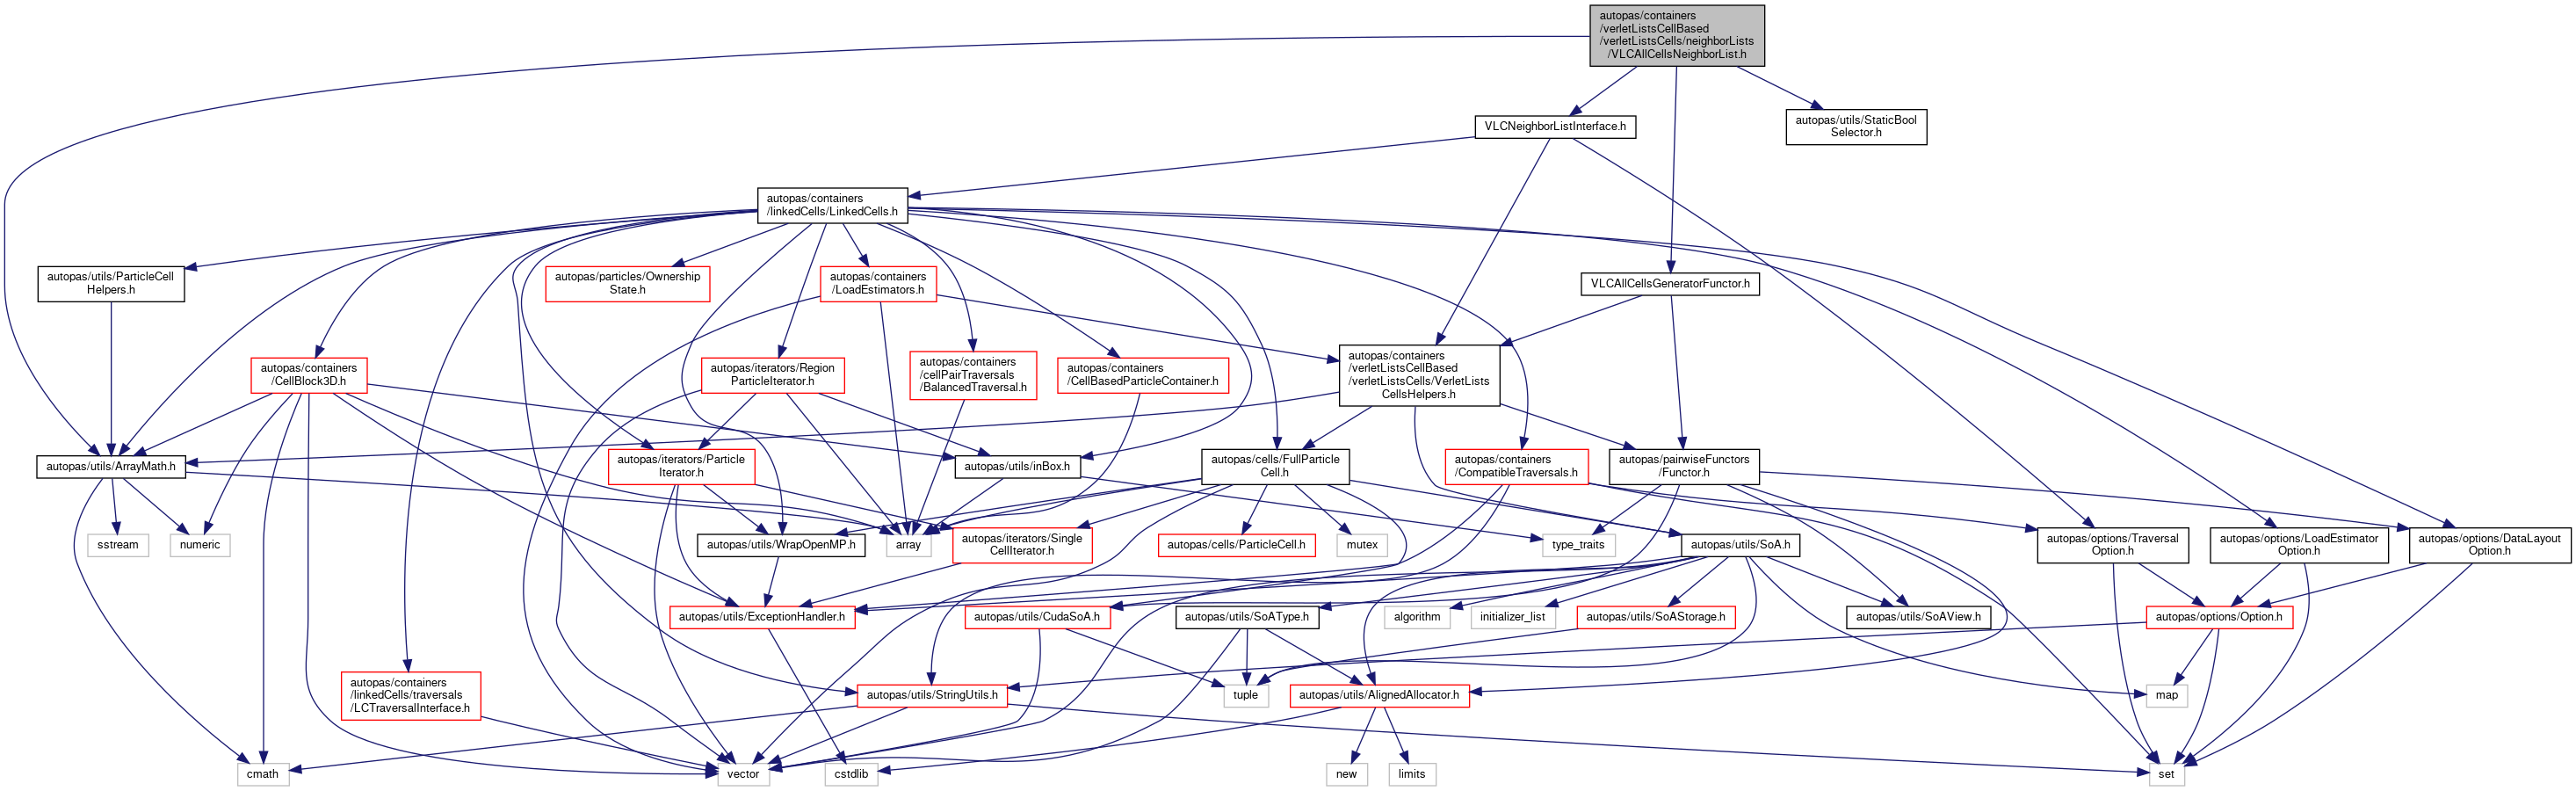 autopas/containers
/verletListsCellBased
/verletListsCells/neighborLists
/VLCAllCellsNeighborList.h
VLCNeighborListInterface.h
autopas/utils/StaticBool
Selector.h
autopas/containers
/linkedCells/LinkedCells.h
autopas/utils/ParticleCell
Helpers.h
autopas/particles/Ownership
State.h
autopas/containers
/LoadEstimators.h
VLCAllCellsGeneratorFunctor.h
autopas/containers
/CellBlock3D.h
autopas/iterators/Region
ParticleIterator.h
autopas/containers
/cellPairTraversals
/BalancedTraversal.h
autopas/containers
/CellBasedParticleContainer.h
autopas/containers
/verletListsCellBased
/verletListsCells/VerletLists
CellsHelpers.h
autopas/utils/ArrayMath.h
autopas/iterators/Particle
Iterator.h
autopas/utils/inBox.h
autopas/cells/FullParticle
Cell.h
autopas/containers
/CompatibleTraversals.h
autopas/pairwiseFunctors
/Functor.h
sstream
numeric
autopas/utils/WrapOpenMP.h
array
autopas/iterators/Single
CellIterator.h
autopas/cells/ParticleCell.h
mutex
type_traits
autopas/utils/SoA.h
autopas/options/Traversal
Option.h
autopas/options/LoadEstimator
Option.h
autopas/options/DataLayout
Option.h
autopas/utils/ExceptionHandler.h
autopas/utils/CudaSoA.h
autopas/utils/SoAType.h
algorithm
initializer_list
autopas/utils/SoAStorage.h
autopas/utils/SoAView.h
autopas/options/Option.h
autopas/containers
/linkedCells/traversals
/LCTraversalInterface.h
autopas/utils/StringUtils.h
tuple
autopas/utils/AlignedAllocator.h
map
cmath
vector
cstdlib
new
limits
set